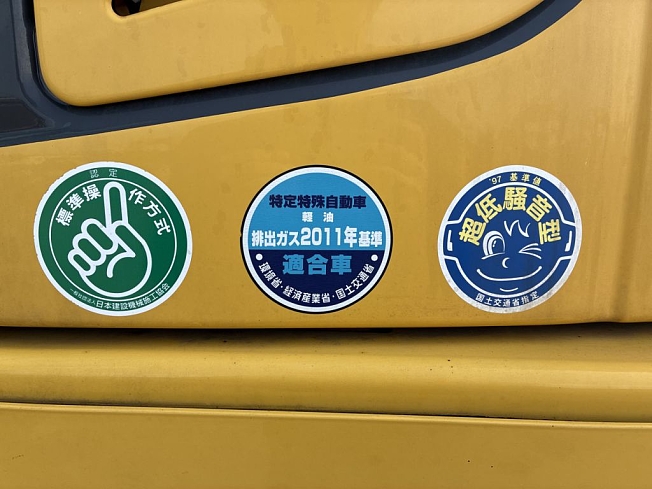 認定
標準操作方式
一般社団法人日本建設機械施工協会
特定特殊自動車
軽油
排出ガス2011年基準
適合車
・環境省・経済産業省・国土交通省・
'97 基準値
超低騒音型
国土交通省指定